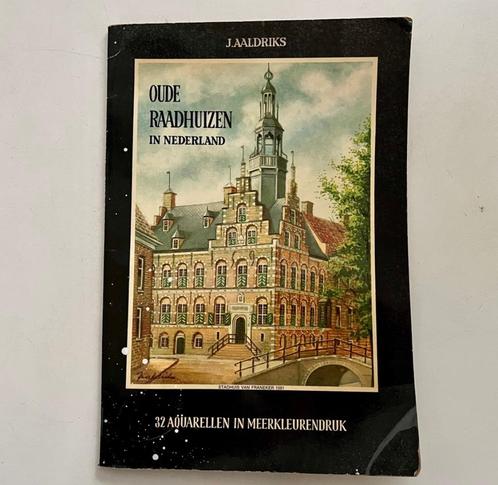 J. AALDRIKS
OUDE
RAADHUIZEN
IN NEDERLAND
STADHUIS VAN FRANEKER 1591
32 AQUARELLEN IN MEERKLEURENDRUK